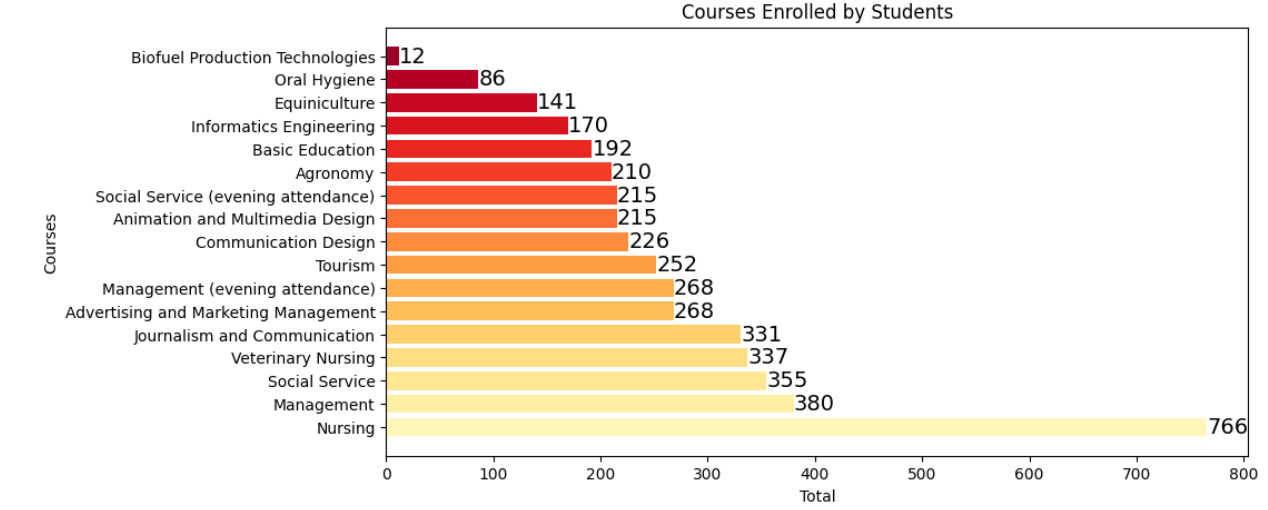 Courses Enrolled by Students
Courses
Biofuel Production Technologies 12
Oral Hygiene 86
Equiniculture 141
Informatics Engineering 170
Basic Education 192
Agronomy 210
Social Service (evening attendance) 215
Animation and Multimedia Design 215
Communication Design 226
Tourism 252
Management (evening attendance) 268
Advertising and Marketing Management 268
Journalism and Communication 331
Veterinary Nursing 337
Social Service 355
Management 380
Nursing 766
0 100 200 300 400 500 600 700 800
Total